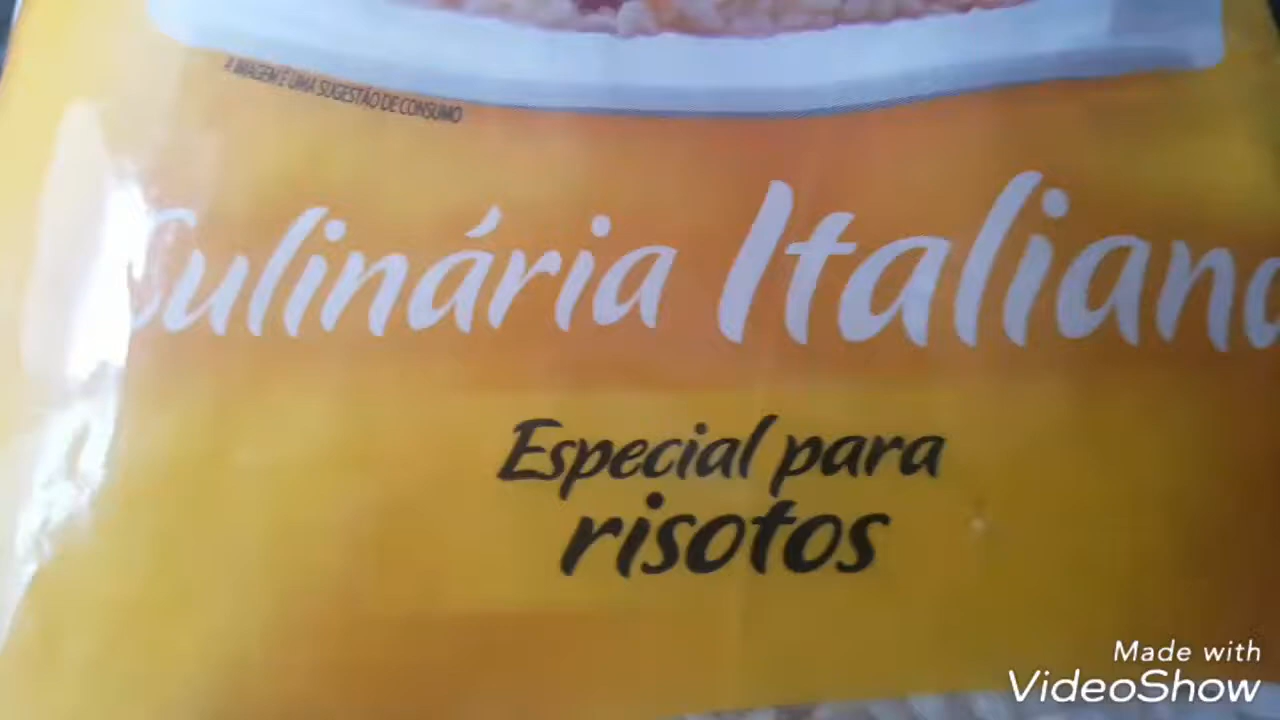 A IMAGEM É UMA SUGESTÃO DE CONSUMO
Culinária Italiana
Especial para
risotos
Made with
VideoShow